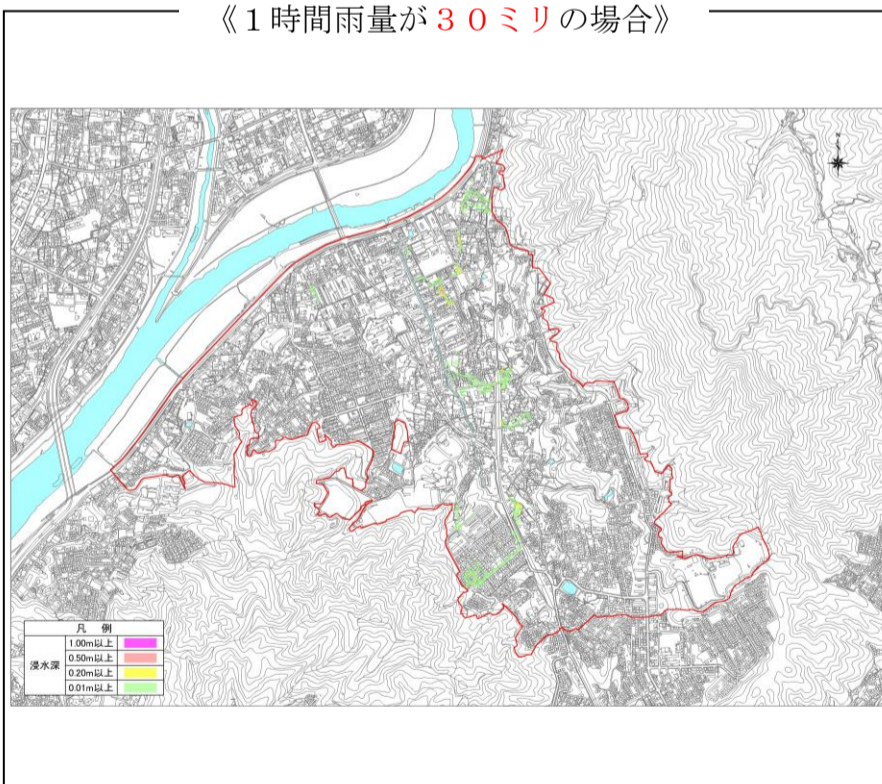 《１時間雨量が３０ミリの場合》
N
凡 例
浸水深
1.00m以上
0.50m以上
0.20m以上
0.01m以上